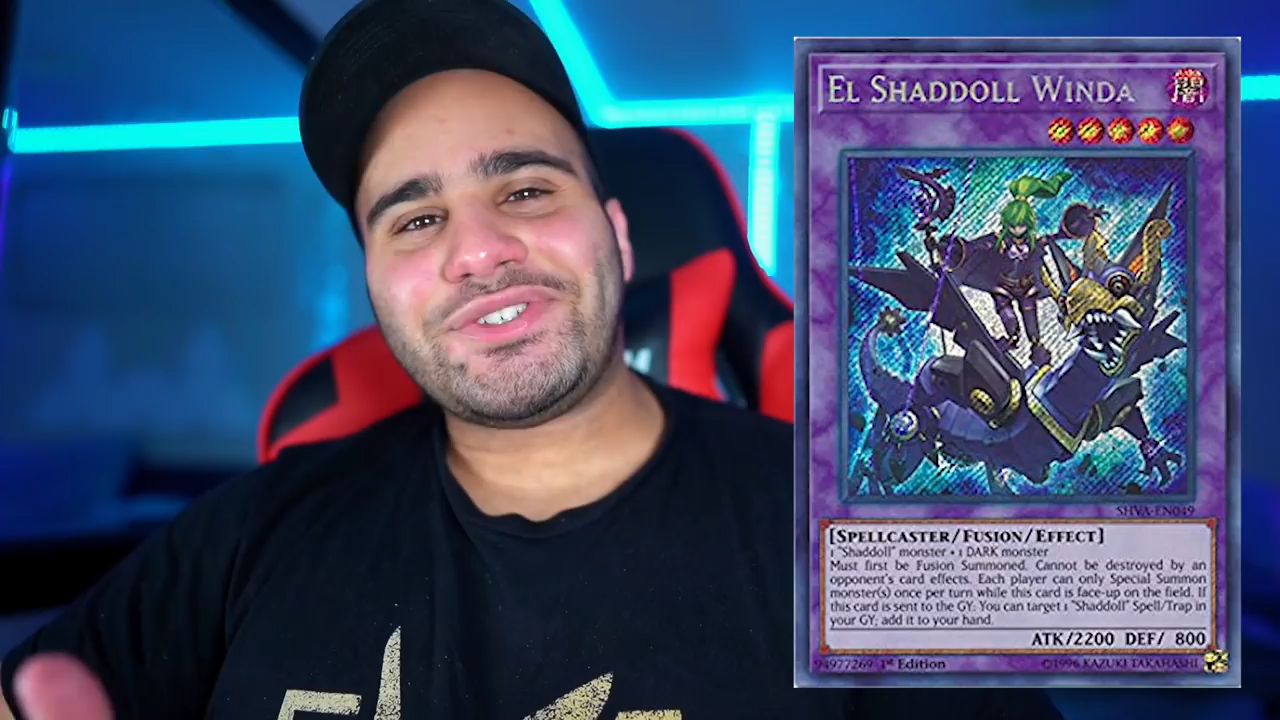 El Shaddoll Winda
闇
SHVA-EN049
[Spellcaster/Fusion/Effect]
1 "Shaddoll" monster + 1 DARK monster
Must first be Fusion Summoned. Cannot be destroyed by an
opponent's card effects. Each player can only Special Summon
monster(s) once per turn while this card is face-up on the field. If
this card is sent to the GY: You can target 1 "Shaddoll" Spell/Trap in
your GY; add it to your hand.
ATK/2200 DEF/ 800
94977269 1st Edition
©1996 KAZUKI TAKAHASHI